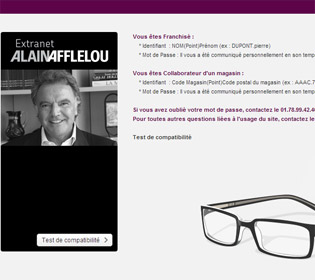 Extranet
ALAINAFFLELOU
Test de compatibilité
Vous êtes Franchisé :
* Identifiant : NOM(Point)Prénom (ex: DUPONT.pierre)
* Mot de Passe : Il vous a été communiqué personnellement en son
Vous êtes Collaborateur d'un magasin :
* Identifiant : Code Magasin(Point)Code postal du magasin (ex : AAAC.7
* Mot de Passe : Il vous a été communiqué personnellement en son
Si vous avez oublié votre mot de passe, contactez le 01.78.99.42.4
Pour toutes autres questions liées à l'usage du site, contactez le
Test de compatibilité